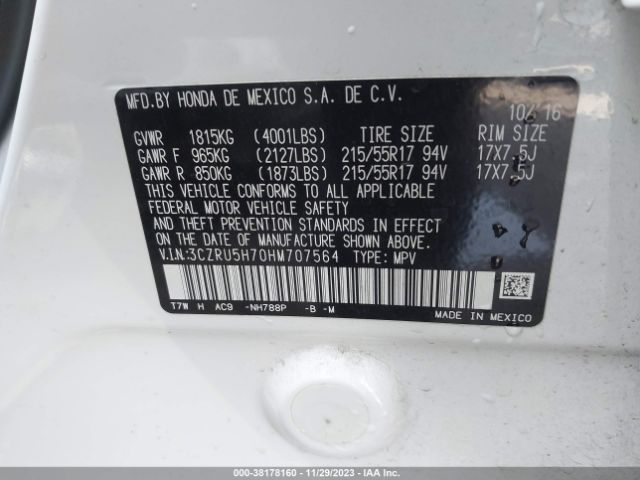 MFD.BY HONDA DE MEXICO S.A. DE C.V.
10/16
GVWR 1815KG (4001LBS) TIRE SIZE RIM SIZE
GAWR F 965KG (2127LBS) 215/55R17 94V 17X7.5J
GAWR R 850KG (1873LBS) 215/55R17 94V 17X7.5J
THIS VEHICLE CONFORMS TO ALL APPLICABLE
FEDERAL MOTOR VEHICLE SAFETY
AND THEFT PREVENTION STANDARDS IN EFFECT
ON THE DATE OF MANUFACTURE SHOWN ABOVE.
V.I.N:3CZRU5H70HM707564 TYPE: MPV
T7W H AC9 -NH788P -B -M
MADE IN MEXICO
000-38178160 - 11/29/2023 - IAA Inc.